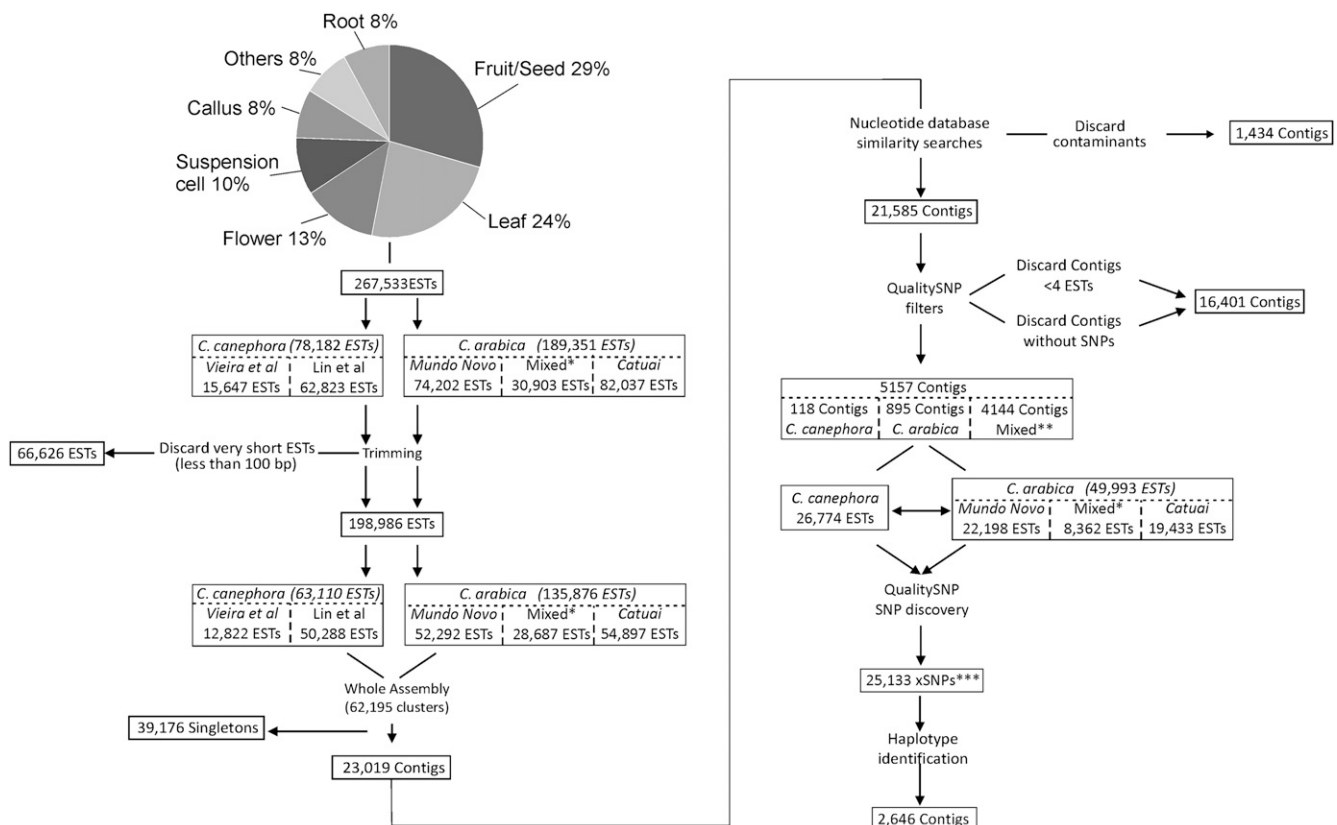 Root 8%
Others 8%
Fruit/Seed 29%
Callus 8%
Suspension
cell 10%
Flower 13%
Leaf 24%
267,533ESTs
C. canephora (78,182 ESTs)
Vieira et al
Lin et al
15,647 ESTs
62,823 ESTs
C. arabica (189,351 ESTs)
Mundo Novo
Mixed*
Catuai
74,202 ESTs
30,903 ESTs
82,037 ESTs
66,626 ESTs
Discard very short ESTs
(less than 100 bp)
Trimming
198,986 ESTs
C. canephora (63,110 ESTs)
Vieira et al
Lin et al
12,822 ESTs
50,288 ESTs
C. arabica (135,876 ESTs)
Mundo Novo
Mixed*
Catuai
52,292 ESTs
28,687 ESTs
54,897 ESTs
Whole Assembly
(62,195 clusters)
39,176 Singletons
23,019 Contigs
Nucleotide database
similarity searches
Discard
contaminants
1,434 Contigs
21,585 Contigs
QualitySNP
filters
Discard Contigs
<4 ESTs
Discard Contigs
without SNPs
16,401 Contigs
5157 Contigs
118 Contigs
895 Contigs
4144 Contigs
C. canephora
C. arabica
Mixed**
C. canephora
26,774 ESTs
C. arabica (49,993 ESTs)
Mundo Novo
Mixed*
Catuai
22,198 ESTs
8,362 ESTs
19,433 ESTs
QualitySNP
SNP discovery
25,133 xSNPs***
Haplotype
identification
2,646 Contigs